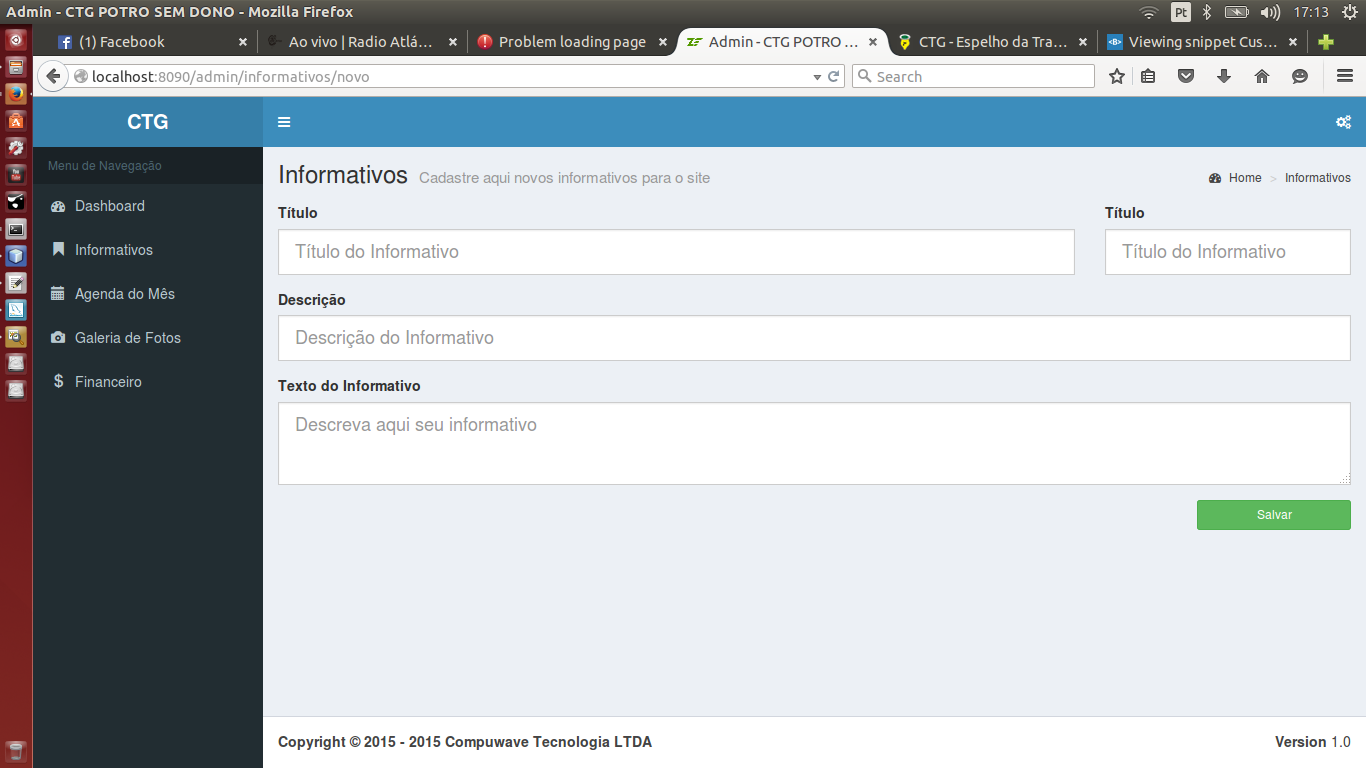 Admin - CTG POTRO SEM DONO - Mozilla Firefox
Pt
17:13
(1) Facebook
Ao vivo | Radio Atlá...
Problem loading page
Admin - CTG POTRO ...
CTG - Espelho da Tra...
Viewing snippet Cus...
localhost:8090/admin/informativos/novo
Search
CTG
Menu de Navegação
Dashboard
Informativos
Agenda do Mês
Galeria de Fotos
Financeiro
Informativos Cadastre aqui novos informativos para o site
Home > Informativos
Título
Título
Título do Informativo
Título do Informativo
Descrição
Descrição do Informativo
Texto do Informativo
Descreva aqui seu informativo
Salvar
Copyright © 2015 - 2015 Compuwave Tecnologia LTDA
Version 1.0